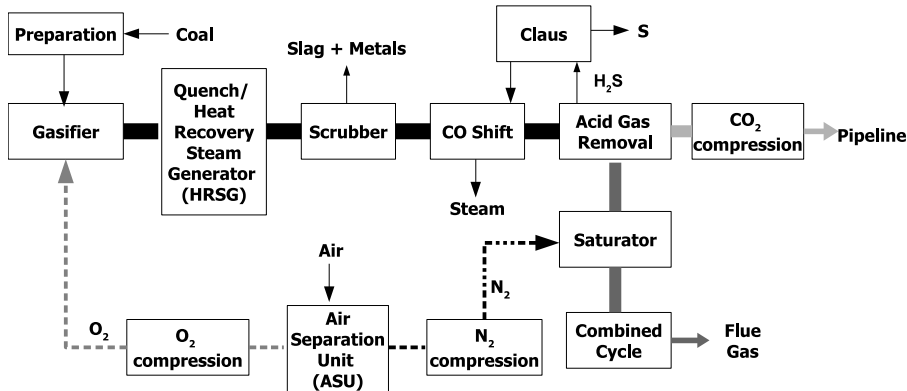 Preparation
Coal
Slag + Metals
Claus
S
H₂S
Gasifier
Quench/
Heat
Recovery
Steam
Generator
(HRSG)
Scrubber
CO Shift
Acid Gas
Removal
CO₂
compression
Pipeline
Steam
Saturator
Air
N₂
O₂
O₂
compression
Air
Separation
Unit
(ASU)
N₂
compression
Combined
Cycle
Flue
Gas